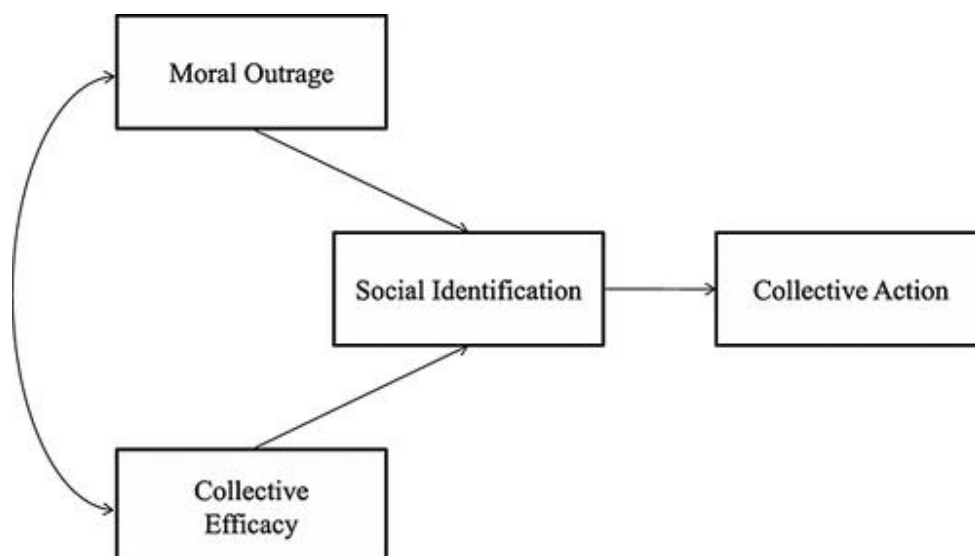 Moral Outrage
Social Identification
Collective Action
Collective
Efficacy